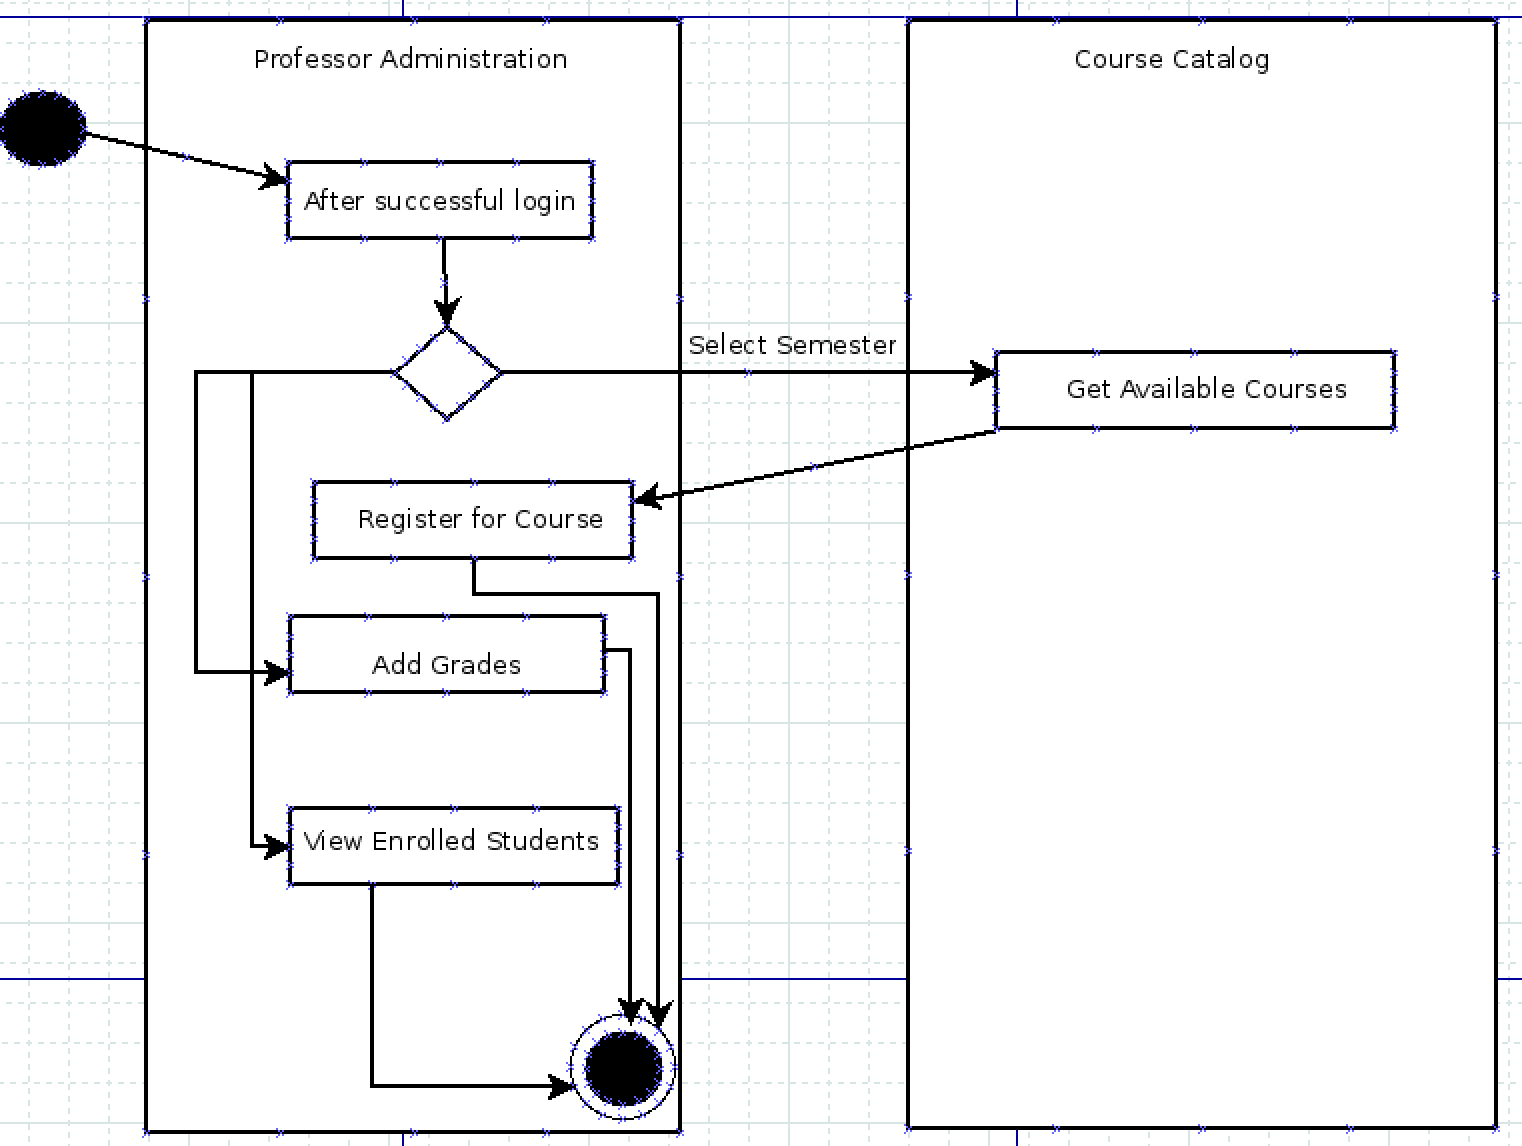 Professor Administration
Course Catalog
After successful login
Select Semester
Get Available Courses
Register for Course
Add Grades
View Enrolled Students